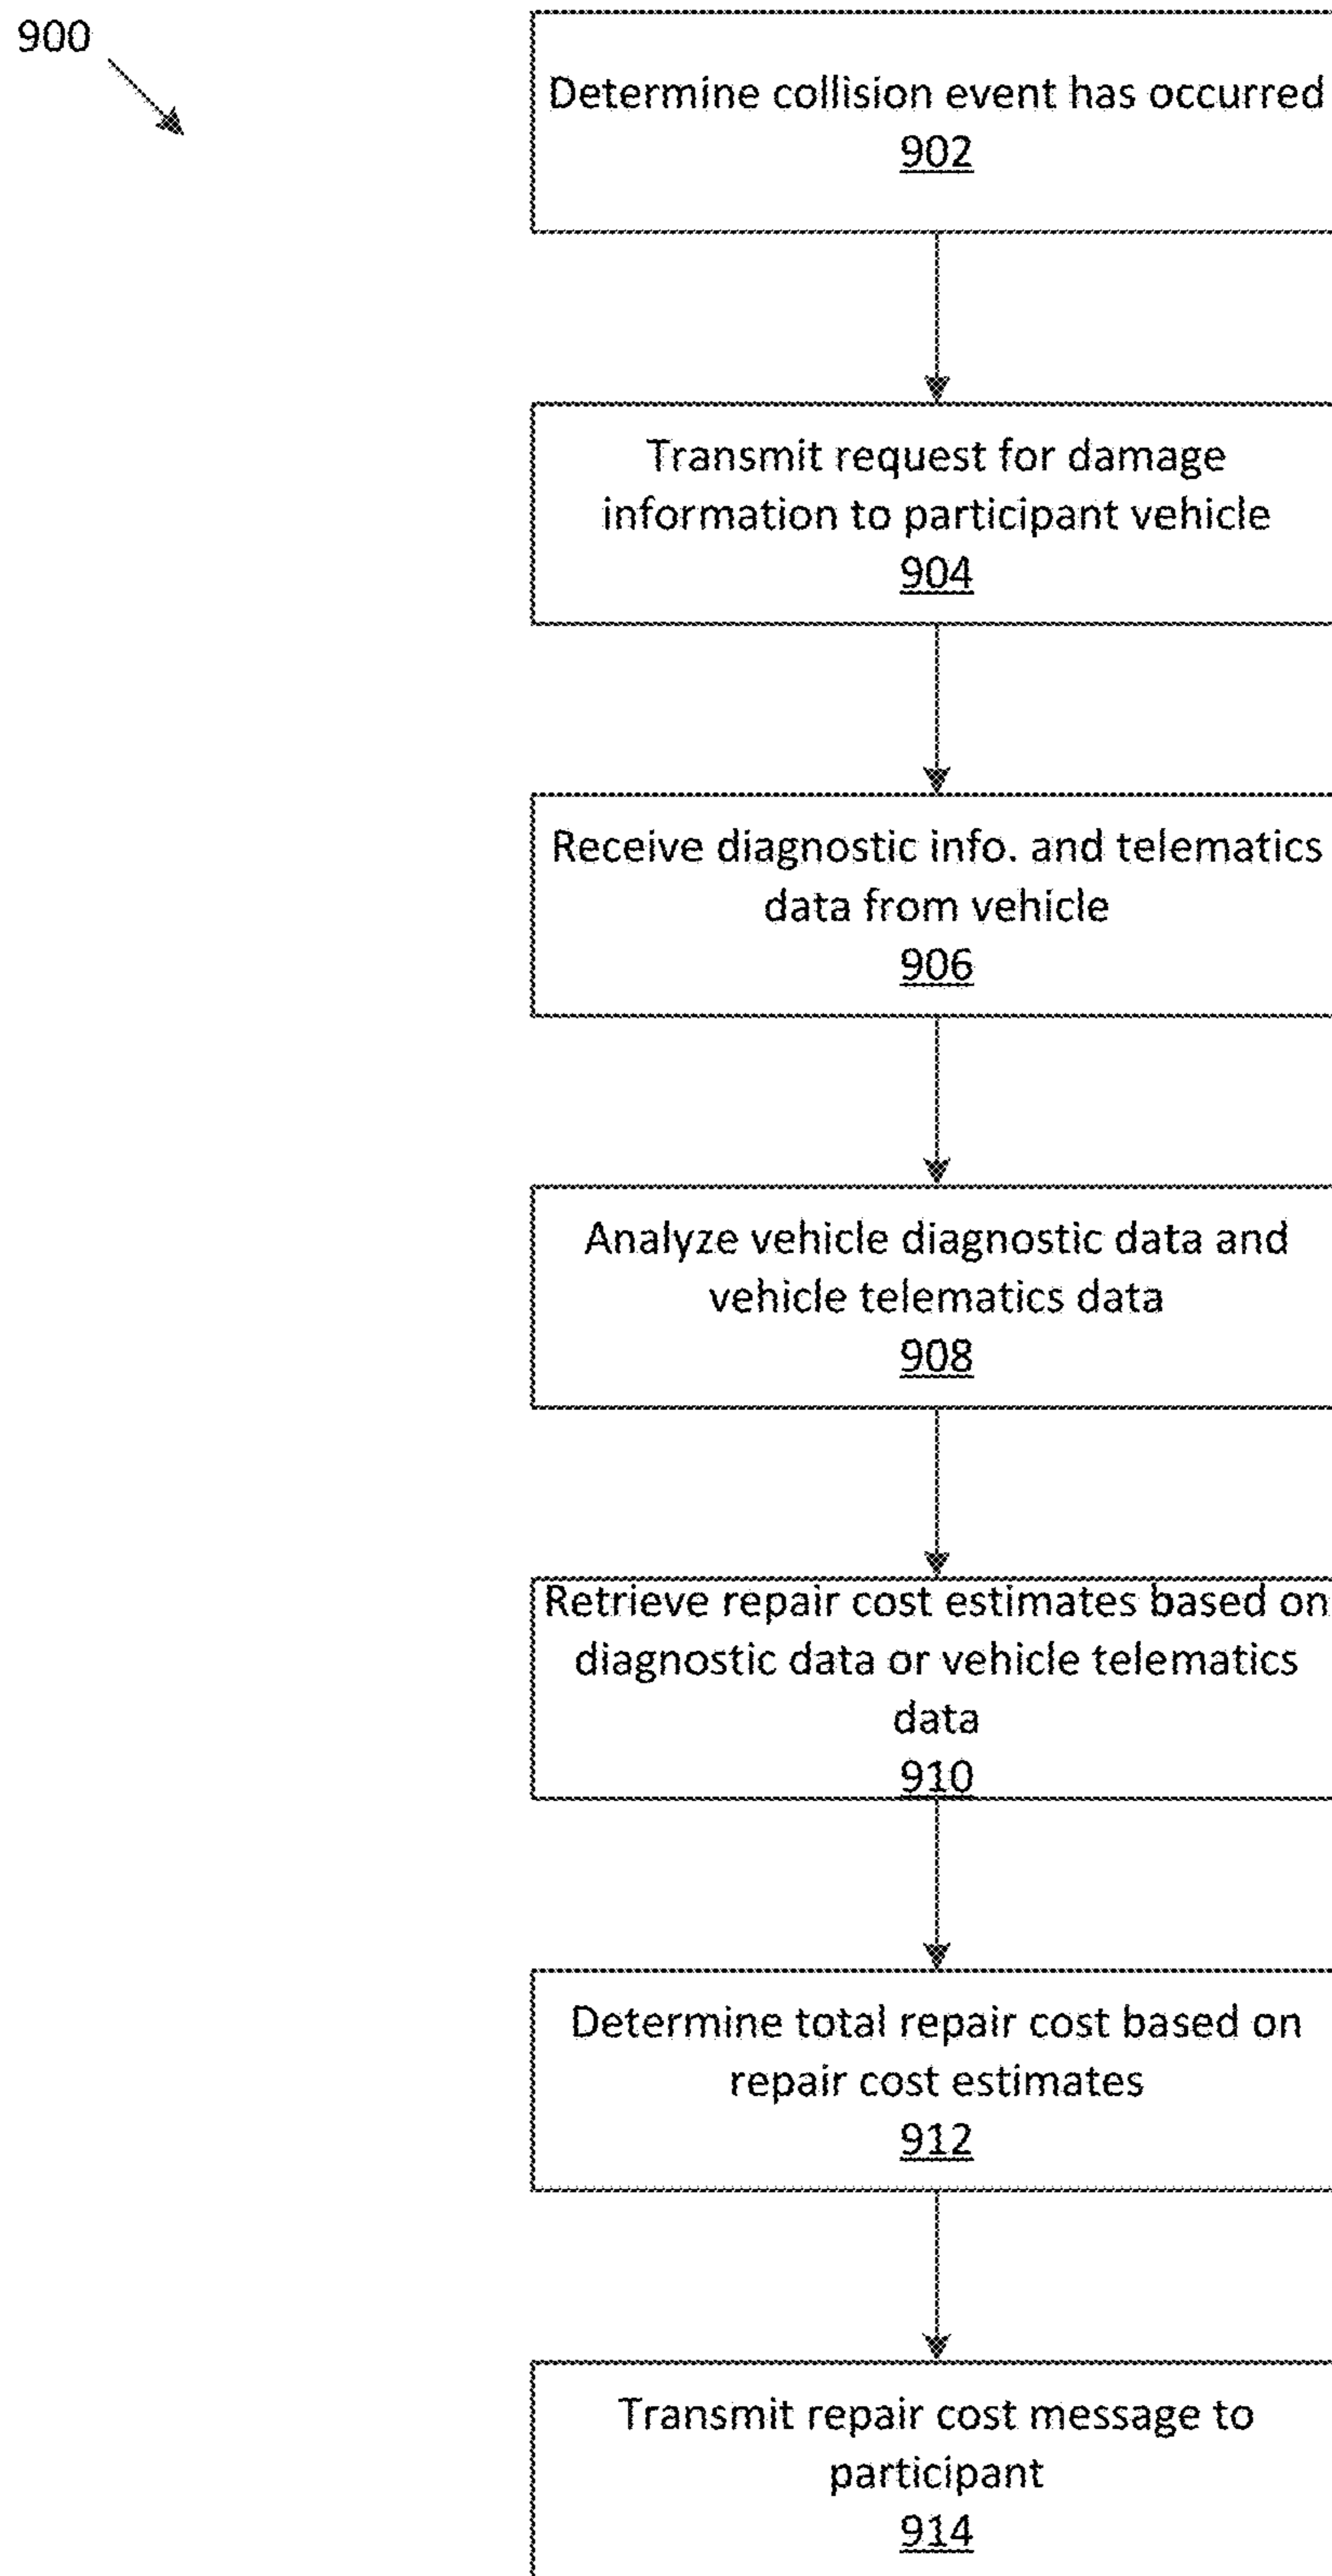 900
Determine collision event has occurred
902
Transmit request for damage
information to participant vehicle
904
Receive diagnostic info. and telematics
data from vehicle
906
Analyze vehicle diagnostic data and
vehicle telematics data
908
Retrieve repair cost estimates based on
diagnostic data or vehicle telematics
data
910
Determine total repair cost based on
repair cost estimates
912
Transmit repair cost message to
participant
914